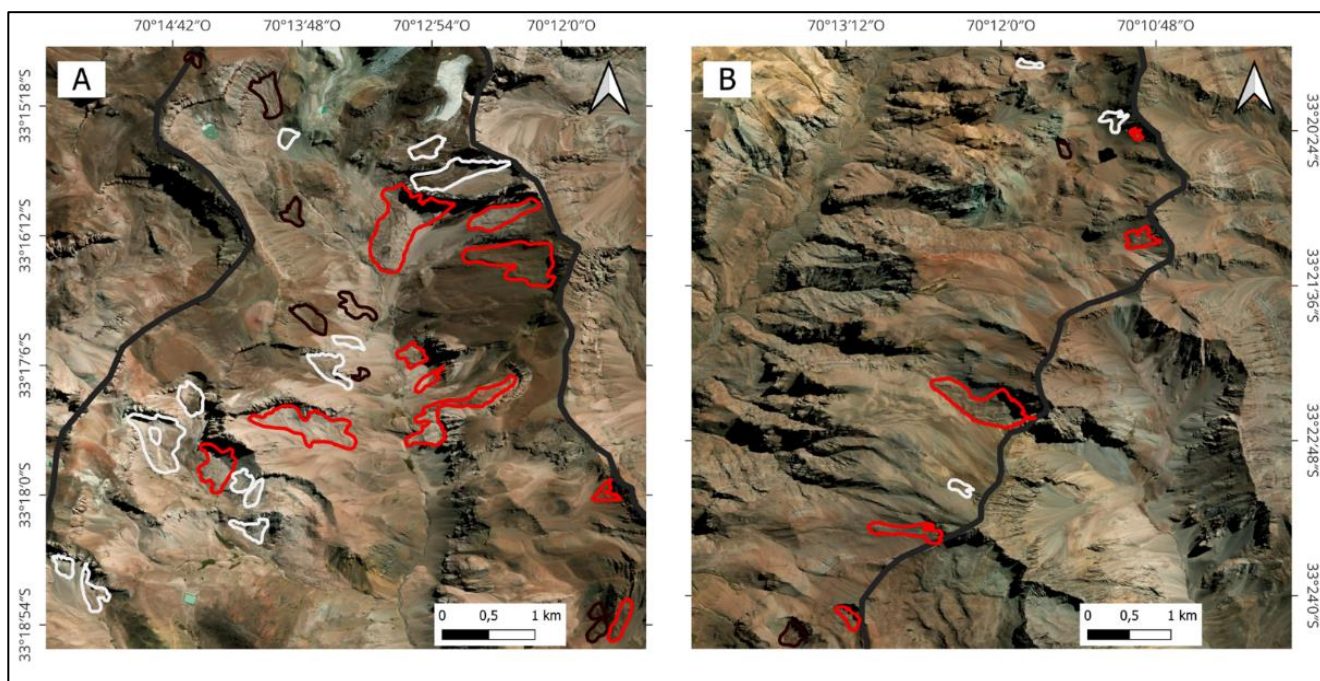 70°14′42″O 70°13′48″O 70°12′54″O 70°12′0″O
A
33°15′18″S
33°16′12″S
33°17′6″S
33°18′0″S
33°18′54″S
0 0,5 1 km
70°13′12″O 70°12′0″O 70°10′48″O
B
33°20′24″S
33°21′36″S
33°22′48″S
33°24′0″S
0 0,5 1 km